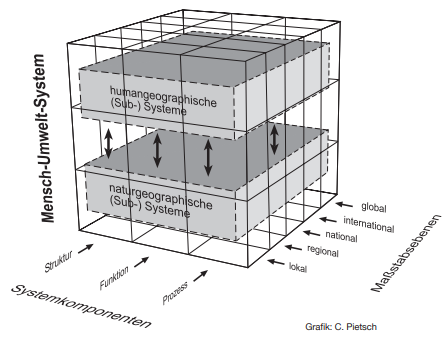 Mensch-Umwelt-System
humangeographische
(Sub-) Systeme
naturgeographische
(Sub-) Systeme
global
international
national
regional
lokal
Maßstabsebenen
Struktur
Funktion
Prozess
Systemkomponenten
Grafik: C. Pietsch